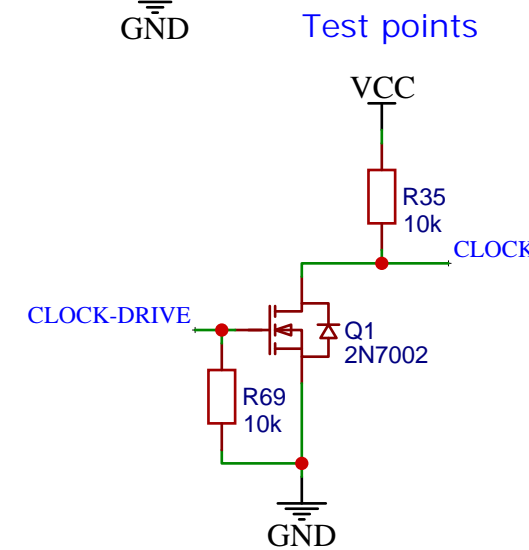 GND
Test points
VCC
R35
10k
CLOCK
CLOCK-DRIVE
Q1
2N7002
R69
10k
GND